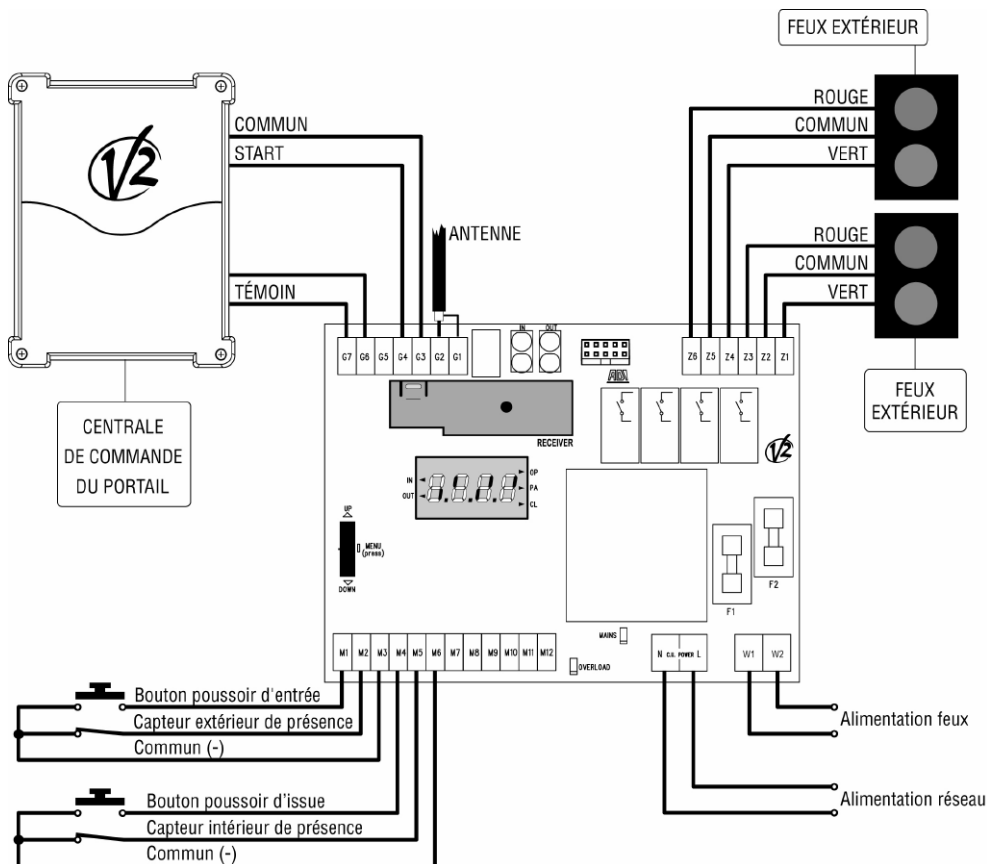 FEUX EXTÉRIEUR
ROUGE
COMMUN
VERT
V2
COMMUN
START
ANTENNE
ROUGE
COMMUN
VERT
TÉMOIN
IN OUT
G7 G6 G5 G4 G3 G2 G1
Z6 Z5 Z4 Z3 Z2 Z1
ADI
FEUX
EXTÉRIEUR
CENTRALE
DE COMMANDE
DU PORTAIL
RECEIVER
V2
IN
OUT
OP
PA
CL
UP
MENU
(press)
DOWN
F1
F2
MAINS
OVERLOAD
M1 M2 M3 M4 M5 M6 M7 M8 M9 M10 M11 M12
N C.U. POWER L
W1 W2
Bouton poussoir d'entrée
Capteur extérieur de présence
Commun (-)
Alimentation feux
Bouton poussoir d'issue
Capteur intérieur de présence
Commun (-)
Alimentation réseau